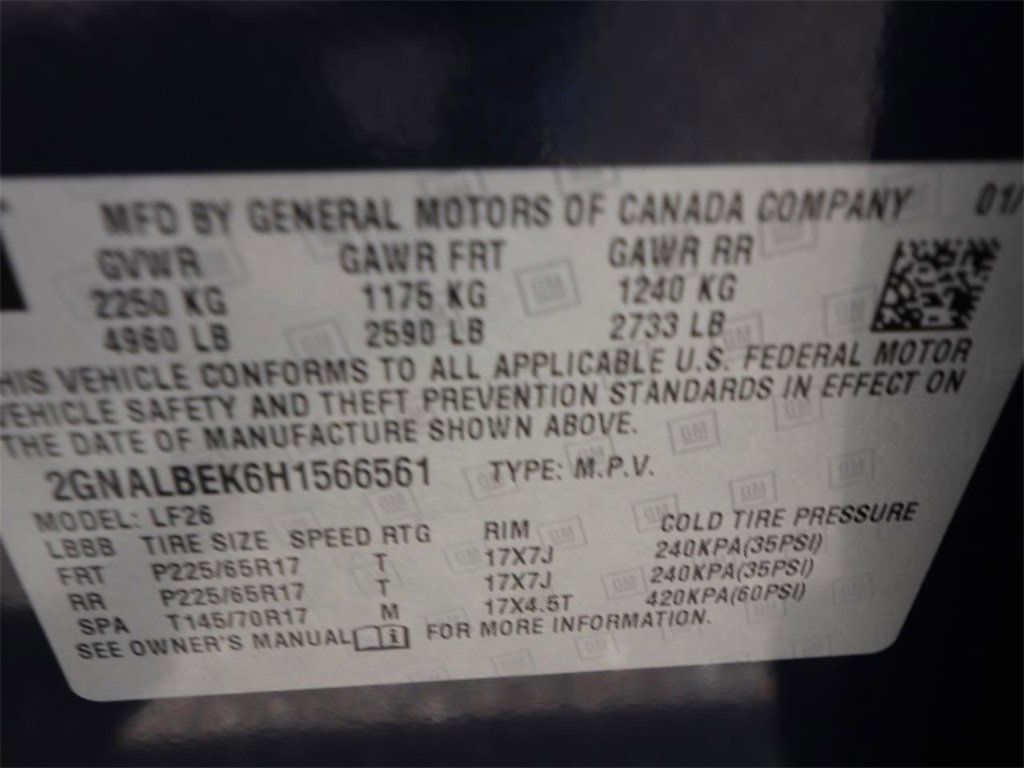 MFD BY GENERAL MOTORS OF CANADA COMPANY 01/
GVWR GAWR FRT GAWR RR
2250 KG 1175 KG 1240 KG
4960 LB 2590 LB 2733 LB
HIS VEHICLE CONFORMS TO ALL APPLICABLE U.S. FEDERAL MOTOR
VEHICLE SAFETY AND THEFT PREVENTION STANDARDS IN EFFECT ON
THE DATE OF MANUFACTURE SHOWN ABOVE.
2GNALBEK6H1566561 TYPE: M.P.V.
MODEL: LF26
LBBB TIRE SIZE SPEED RTG RIM COLD TIRE PRESSURE
FRT P225/65R17 T 17X7J 240KPA(35PSI)
RR P225/65R17 T 17X7J 240KPA(35PSI)
SPA T145/70R17 M 17X4.5T 420KPA(60PSI)
SEE OWNER'S MANUAL FOR MORE INFORMATION.